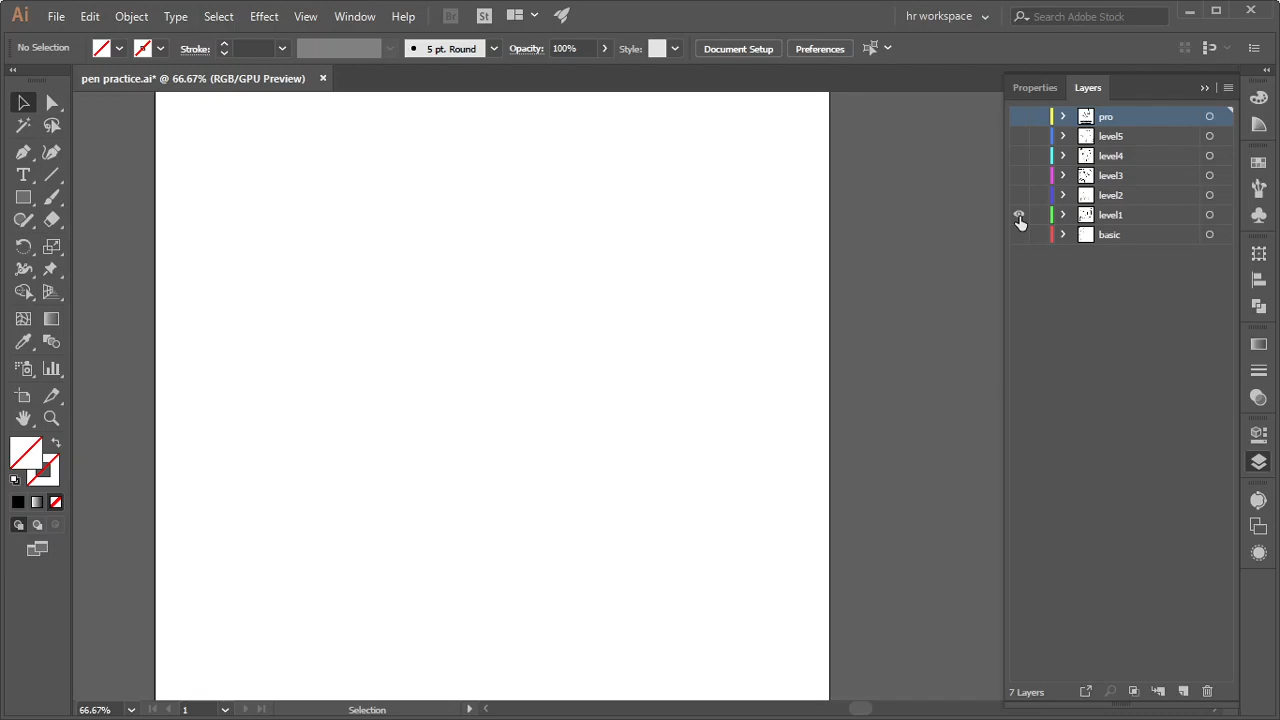 Ai File Edit Object Type Select Effect View Window Help Br St hr workspace Search Adobe Stock
No Selection Stroke: 5 pt. Round Opacity: 100% Style: Document Setup Preferences
pen practice.ai* @ 66.67% (RGB/GPU Preview)
Properties Layers
pro
level5
level4
level3
level2
level1
basic
7 Layers
66.67% 1 Selection